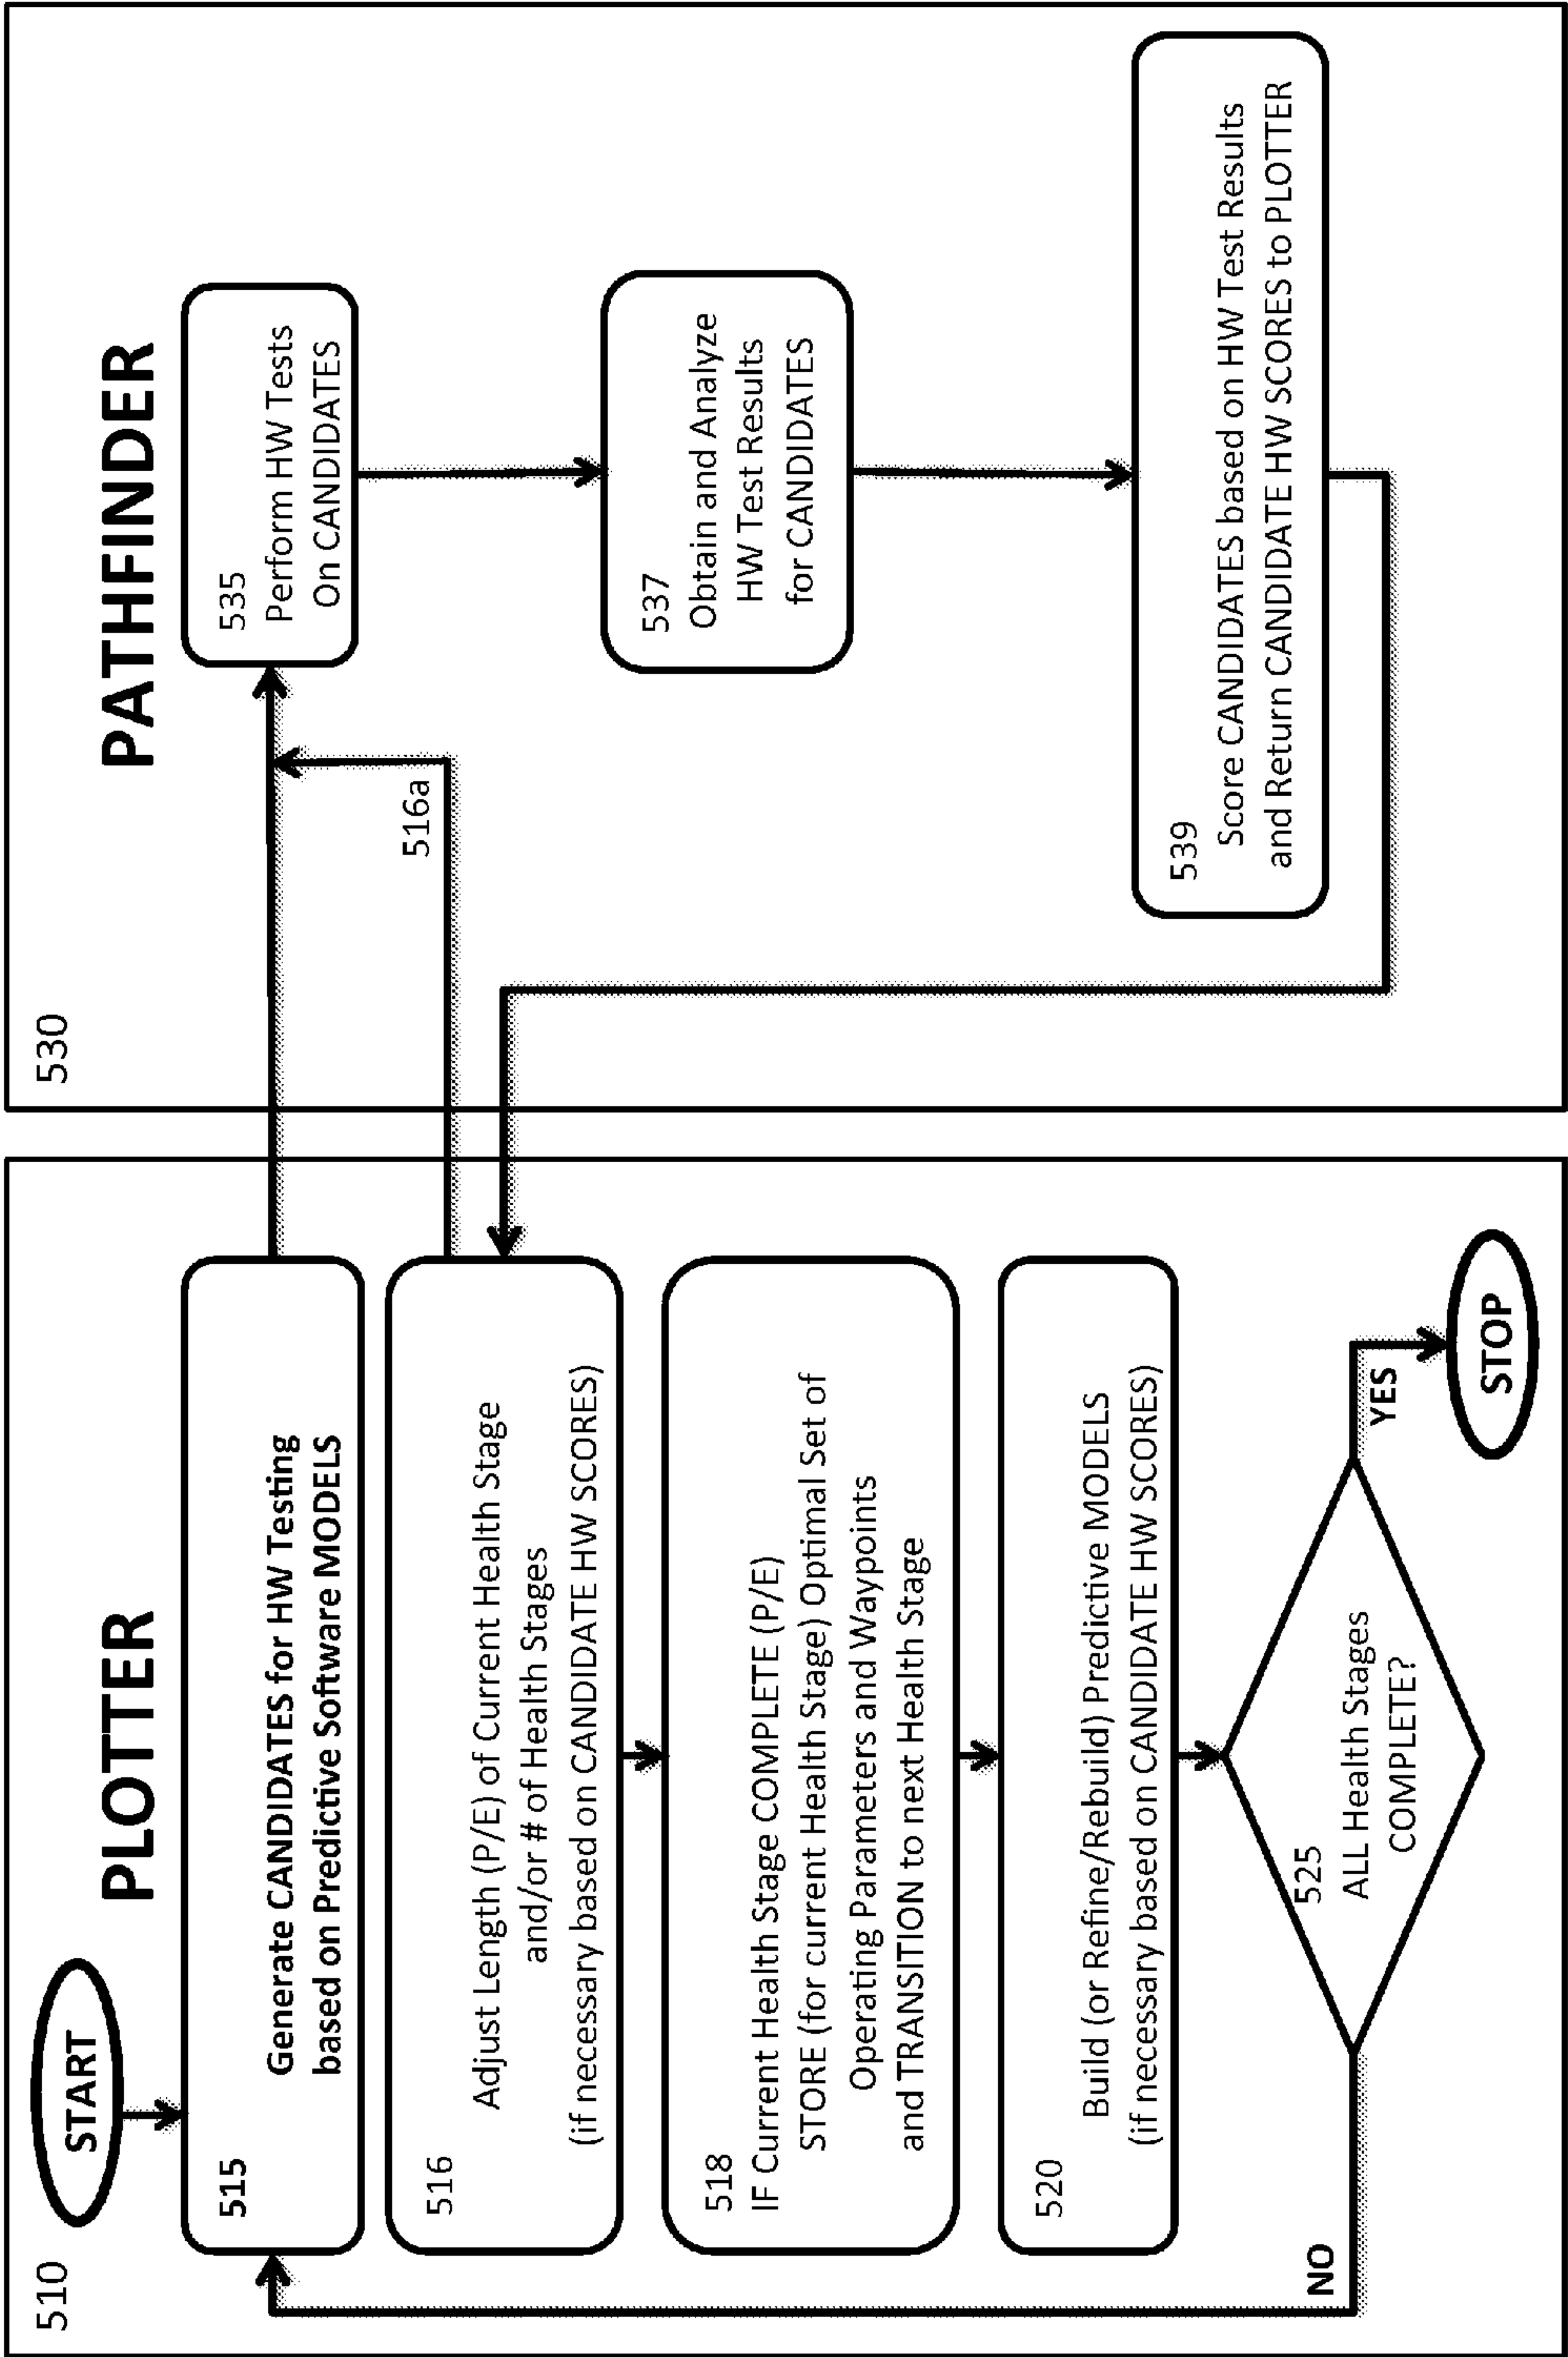 510
PLOTTER
START
515
Generate CANDIDATES for HW Testing
based on Predictive Software MODELS
516
Adjust Length (P/E) of Current Health Stage
and/or # of Health Stages
(if necessary based on CANDIDATE HW SCORES)
518
IF Current Health Stage COMPLETE (P/E)
STORE (for current Health Stage) Optimal Set of
Operating Parameters and Waypoints
and TRANSITION to next Health Stage
520
Build (or Refine/Rebuild) Predictive MODELS
(if necessary based on CANDIDATE HW SCORES)
525
ALL Health Stages
COMPLETE?
NO
YES
STOP
530
PATHFINDER
516a
535
Perform HW Tests
On CANDIDATES
537
Obtain and Analyze
HW Test Results
for CANDIDATES
539
Score CANDIDATES based on HW Test Results
and Return CANDIDATE HW SCORES to PLOTTER